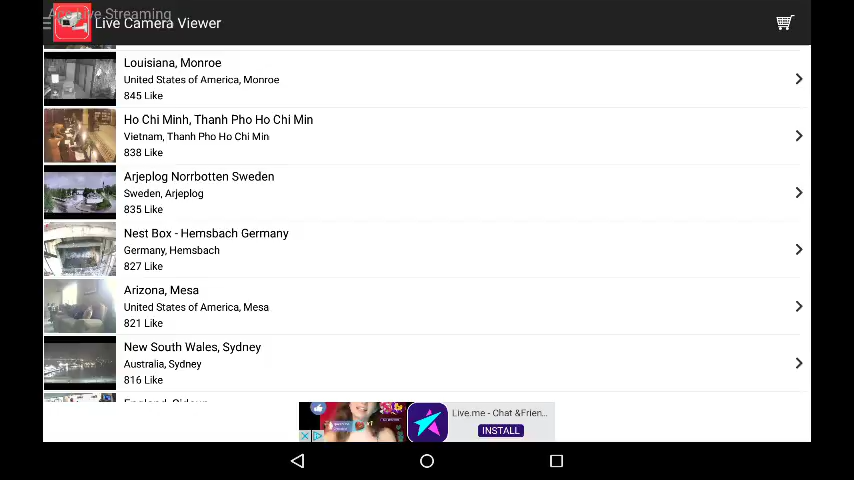 Ace Live Streaming
Live Camera Viewer
Louisiana, Monroe
United States of America, Monroe
845 Like
Ho Chi Minh, Thanh Pho Ho Chi Min
Vietnam, Thanh Pho Ho Chi Min
838 Like
Arjeplog Norrbotten Sweden
Sweden, Arjeplog
835 Like
Nest Box - Hemsbach Germany
Germany, Hemsbach
827 Like
Arizona, Mesa
United States of America, Mesa
821 Like
New South Wales, Sydney
Australia, Sydney
816 Like
Live.me - Chat &Frien...
INSTALL